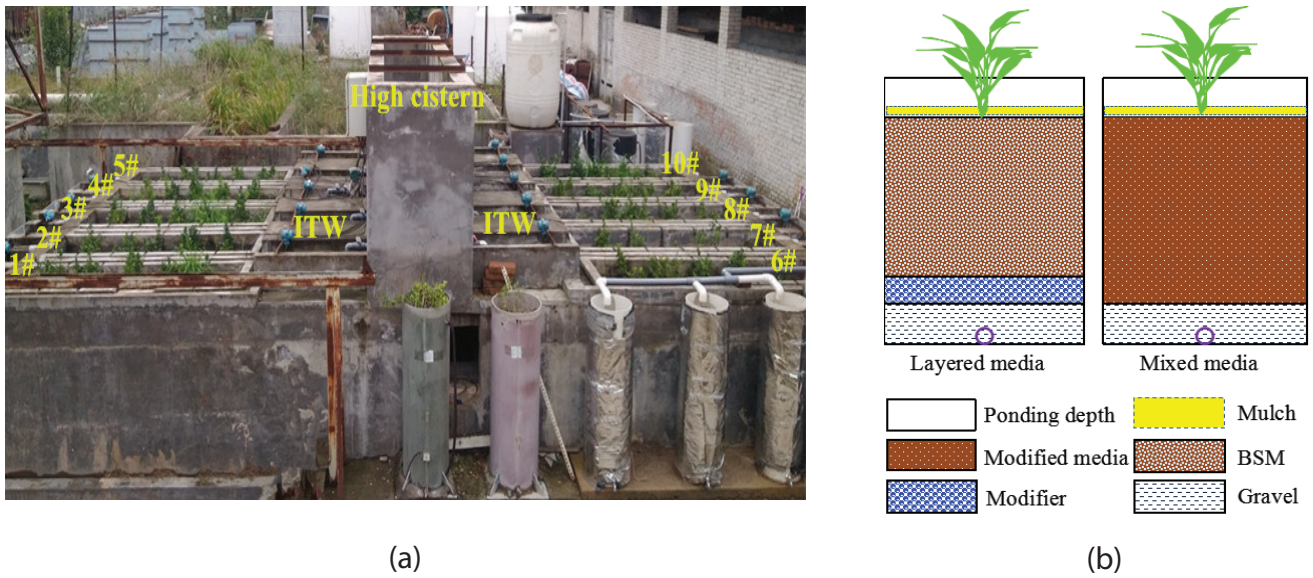 High cistern
5#
4#
3#
2#
1#
ITW
ITW
10#
9#
8#
7#
6#
(a)
Layered media
Mixed media
Ponding depth
Mulch
Modified media
BSM
Modifier
Gravel
(b)